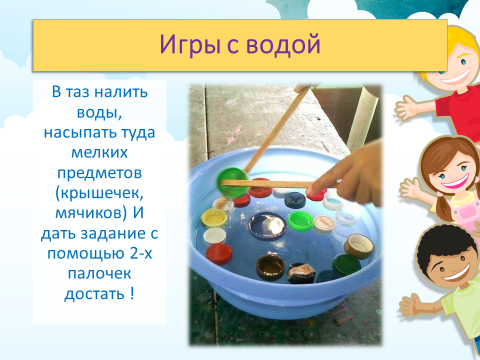 Игры с водой
В таз налить
воды,
насыпать туда
мелких
предметов
(крышечек,
мячиков) И
дать задание с
помощью 2-х
палочек
достать !